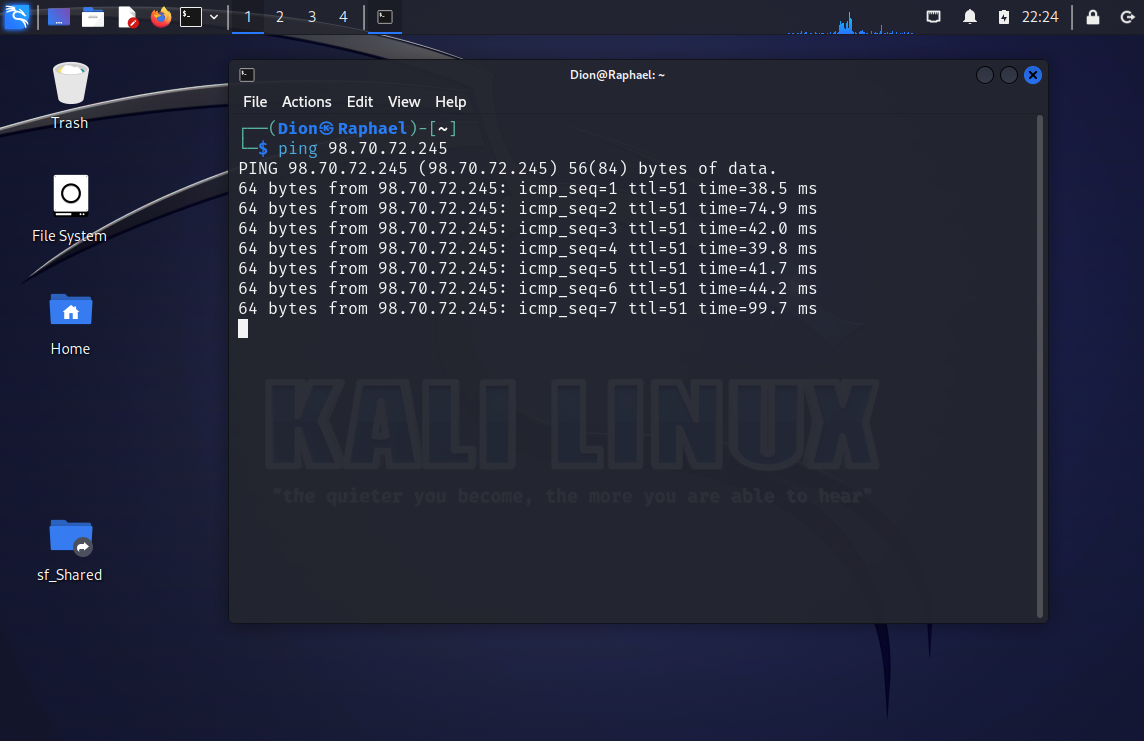 1 2 3 4 22:24
Trash
File System
Home
sf_Shared
Dion@Raphael: ~
File Actions Edit View Help
┌──(Dion㉿Raphael)-[~]
└─$ ping 98.70.72.245
PING 98.70.72.245 (98.70.72.245) 56(84) bytes of data.
64 bytes from 98.70.72.245: icmp_seq=1 ttl=51 time=38.5 ms
64 bytes from 98.70.72.245: icmp_seq=2 ttl=51 time=74.9 ms
64 bytes from 98.70.72.245: icmp_seq=3 ttl=51 time=42.0 ms
64 bytes from 98.70.72.245: icmp_seq=4 ttl=51 time=39.8 ms
64 bytes from 98.70.72.245: icmp_seq=5 ttl=51 time=41.7 ms
64 bytes from 98.70.72.245: icmp_seq=6 ttl=51 time=44.2 ms
64 bytes from 98.70.72.245: icmp_seq=7 ttl=51 time=99.7 ms
KALI LINUX
"the quieter you become, the more you are able to hear"